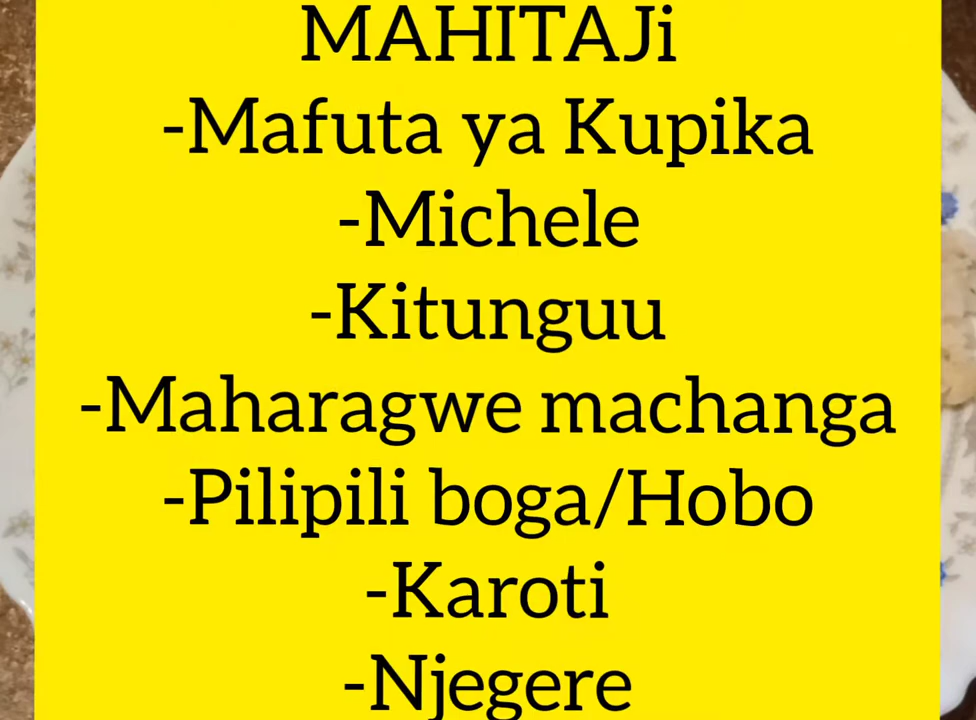 MAHITAJi
-Mafuta ya Kupika
-Michele
-Kitunguu
-Maharagwe machanga
-Pilipili boga/Hobo
-Karoti
-Njegere